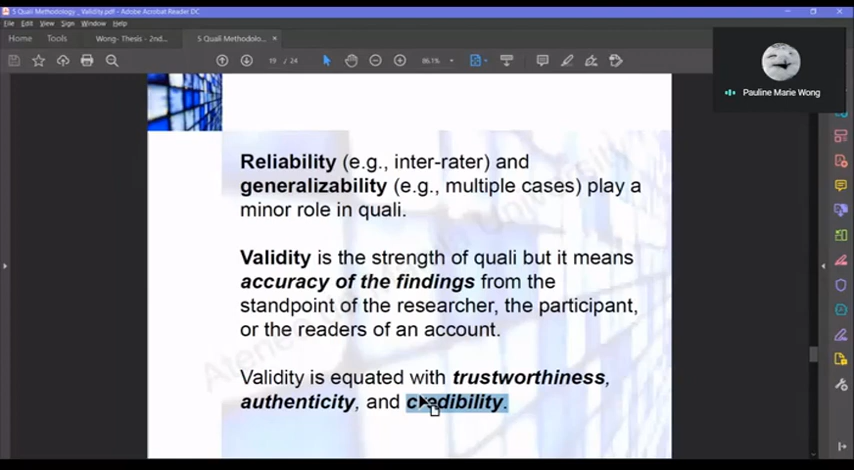 5 Quali Methodology _ Validity.pdf - Adobe Acrobat Reader DC
File Edit View Sign Window Help
Home Tools Wong- Thesis - 2nd... 5 Quali Methodolo... ×
19 / 24 86.1%
Pauline Marie Wong
Reliability (e.g., inter-rater) and
generalizability (e.g., multiple cases) play a
minor role in quali.
Validity is the strength of quali but it means
accuracy of the findings from the
standpoint of the researcher, the participant,
or the readers of an account.
Validity is equated with trustworthiness,
authenticity, and credibility.